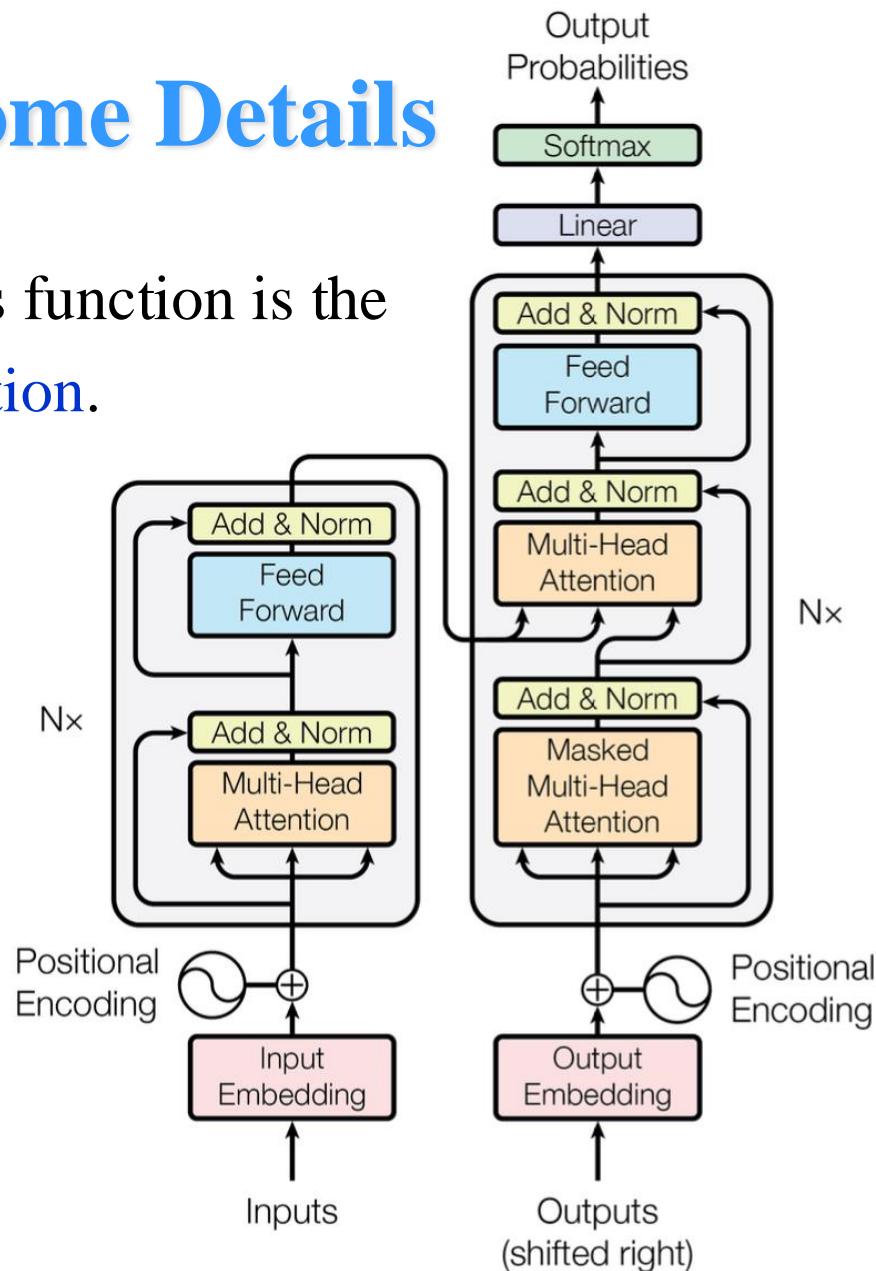 Details
function is the
Output
Probabilities
Softmax
Linear
Add & Norm
Feed
Forward
Add & Norm
Multi-Head
Attention
Nx
Add & Norm
Masked
Multi-Head
Attention
Add & Norm
Feed
Forward
Nx
Add & Norm
Multi-Head
Attention
Positional
Encoding
Positional
Encoding
Input
Embedding
Output
Embedding
Inputs
Outputs
(shifted right)